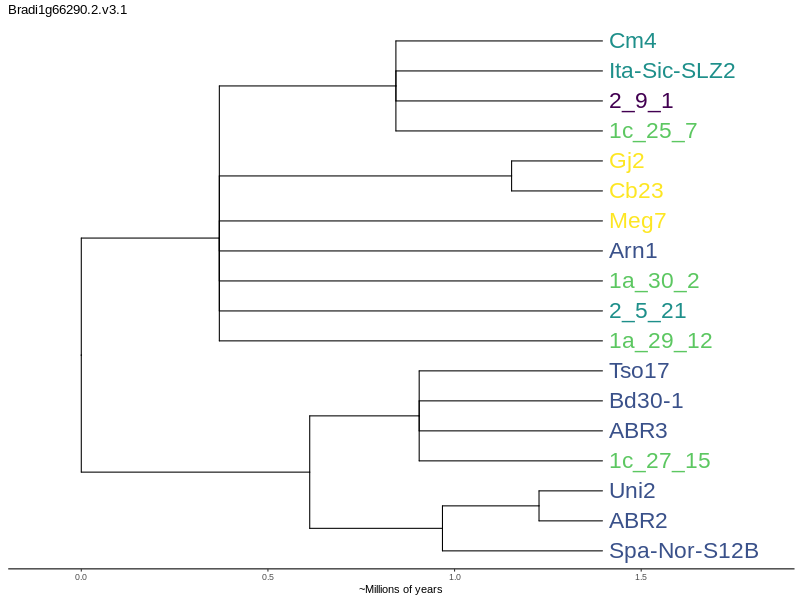 Bradi1g66290.2.v3.1
Cm4
Ita-Sic-SLZ2
2_9_1
1c_25_7
Gj2
Cb23
Meg7
Arn1
1a_30_2
2_5_21
1a_29_12
Tso17
Bd30-1
ABR3
1c_27_15
Uni2
ABR2
Spa-Nor-S12B
0.0 0.5 1.0 1.5
~Millions of years